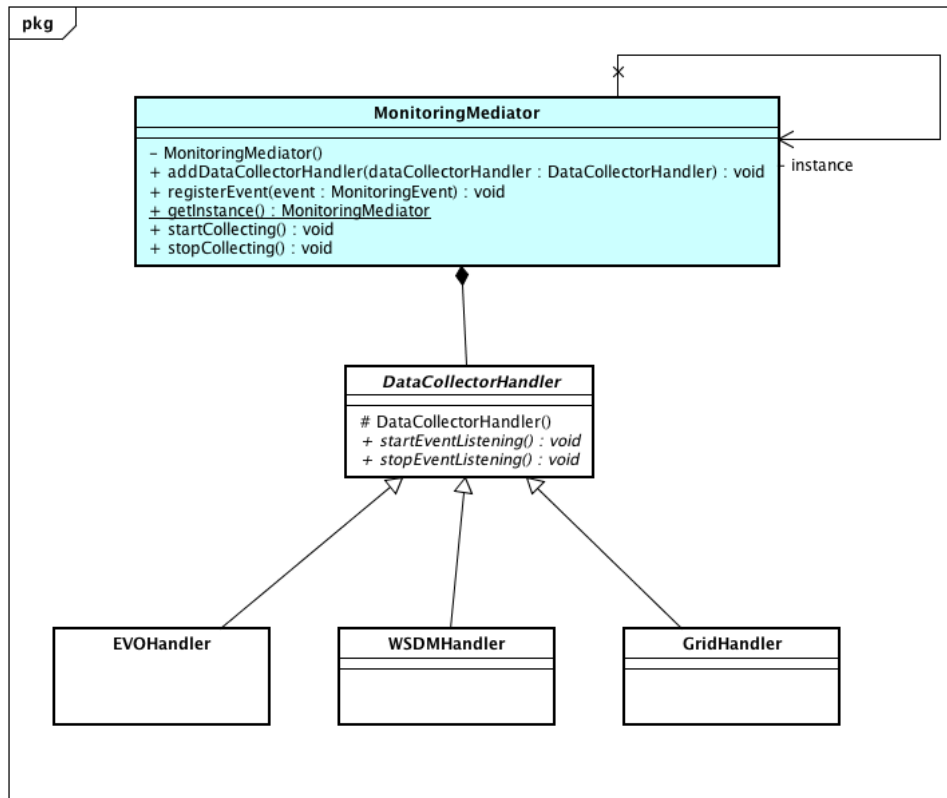 pkg
MonitoringMediator
– MonitoringMediator()
+ addDataCollectorHandler(dataCollectorHandler : DataCollectorHandler) : void
+ registerEvent(event : MonitoringEvent) : void
+ getInstance() : MonitoringMediator
+ startCollecting() : void
+ stopCollecting() : void
- instance
DataCollectorHandler
# DataCollectorHandler()
+ startEventListening() : void
+ stopEventListening() : void
EVOHandler
WSDMHandler
GridHandler